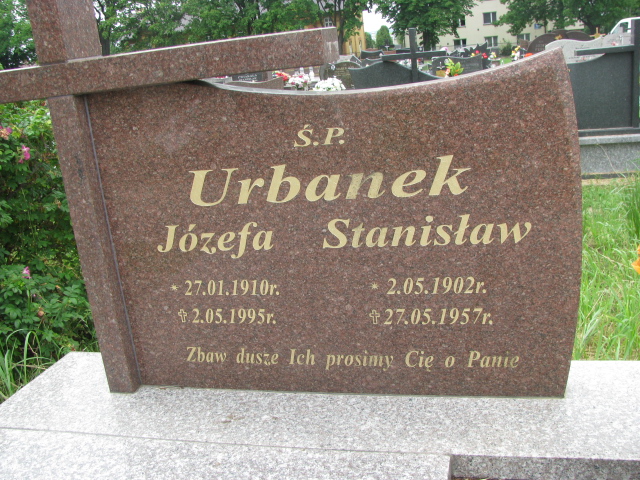 Ś.P.
Urbanek
Józefa Stanisław
* 27.01.1910r. * 2.05.1902r.
✝ 2.05.1995r. ✝ 27.05.1957r.
Zbaw dusze Ich prosimy Cię o Panie